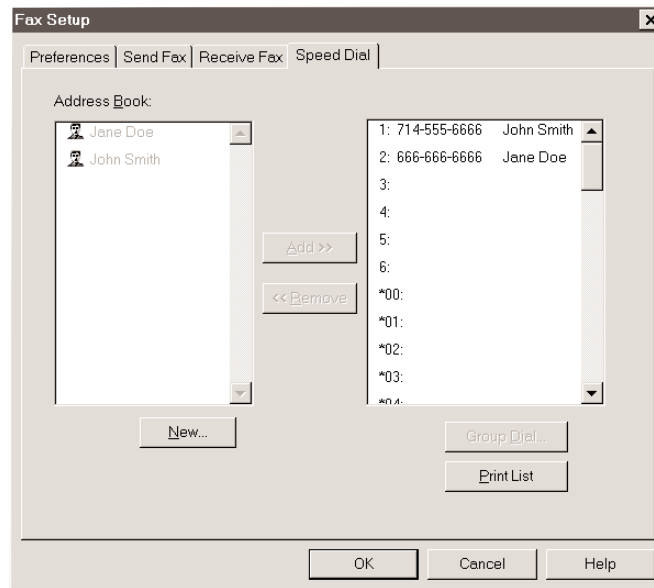 Fax Setup
Preferences Send Fax Receive Fax Speed Dial
Address Book:
Jane Doe
John Smith
1: 714-555-6666 John Smith
2: 666-666-6666 Jane Doe
3:
4:
5:
6:
*00:
*01:
*02:
*03:
*04:
Add >>
<< Remove
New...
Group Dial...
Print List
OK Cancel Help